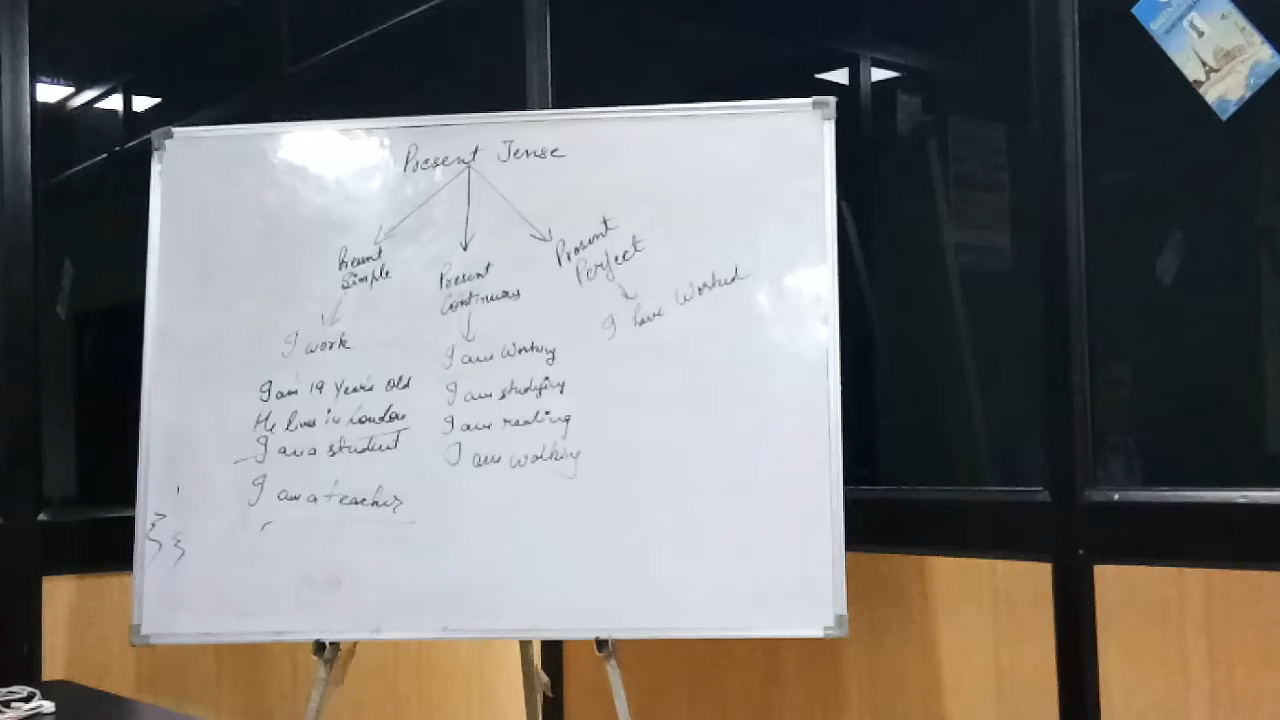 Present Tense
Present
Simple
Present
Continuous
Present
Perfect
I work
I am 19 Years old
He lives in London
I am a student
I am a teacher
I am Working
I am studying
I am reading
I am walking
I have Worked